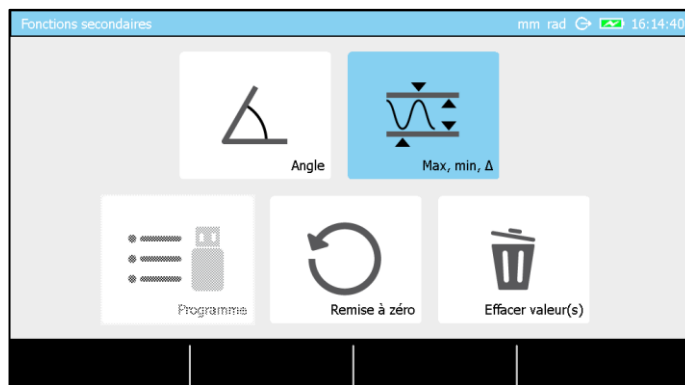 Fonctions secondaires
mm rad 16:14:40
Angle
Max, min, Δ
Programme
Remise à zéro
Effacer valeur(s)